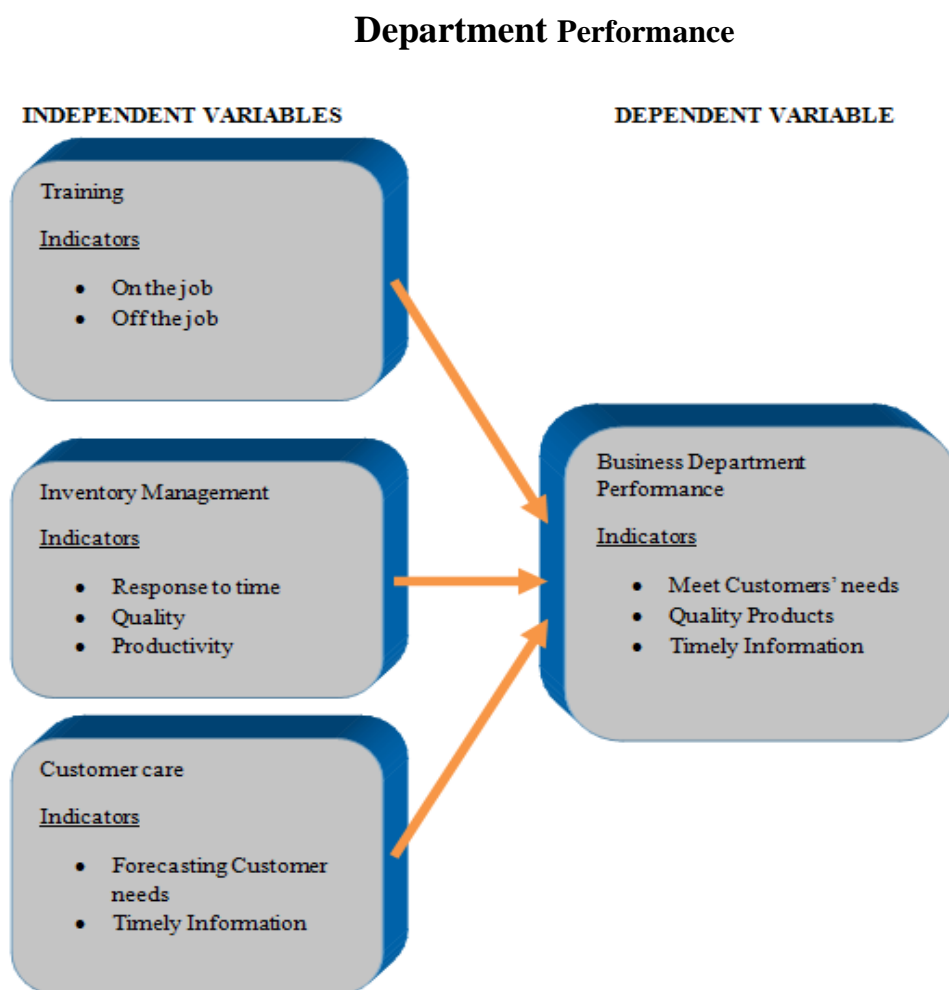 Department Performance
INDEPENDENT VARIABLES
DEPENDENT VARIABLE
Training
Indicators
• On the job
• Off the job
Inventory Management
Indicators
• Response to time
• Quality
• Productivity
Customer care
Indicators
• Forecasting Customer
needs
• Timely Information
Business Department
Performance
Indicators
• Meet Customers’ needs
• Quality Products
• Timely Information